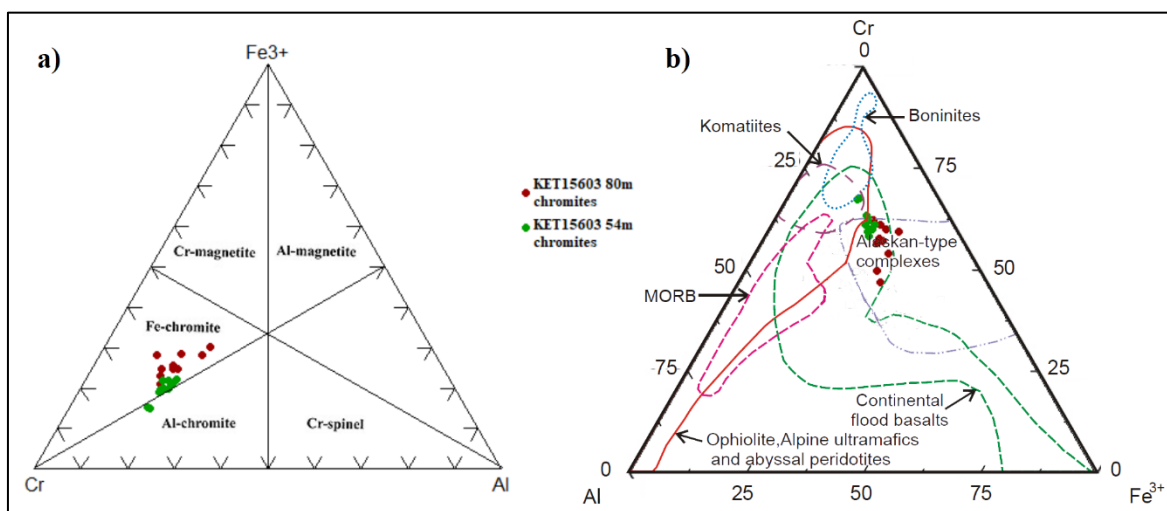 a)
Fe3+
Cr-magnetite
Al-magnetite
Fe-chromite
Al-chromite
Cr-spinel
Cr
Al
KET15603 80m
chromites
KET15603 54m
chromites
b)
Cr
0
Komatiites
Boninites
25
75
Alaskan-type
complexes
50
50
MORB
75
25
Continental
flood basalts
Ophiolite,Alpine ultramafics
and abyssal peridotites
0
0
Al
25
50
75
Fe3+